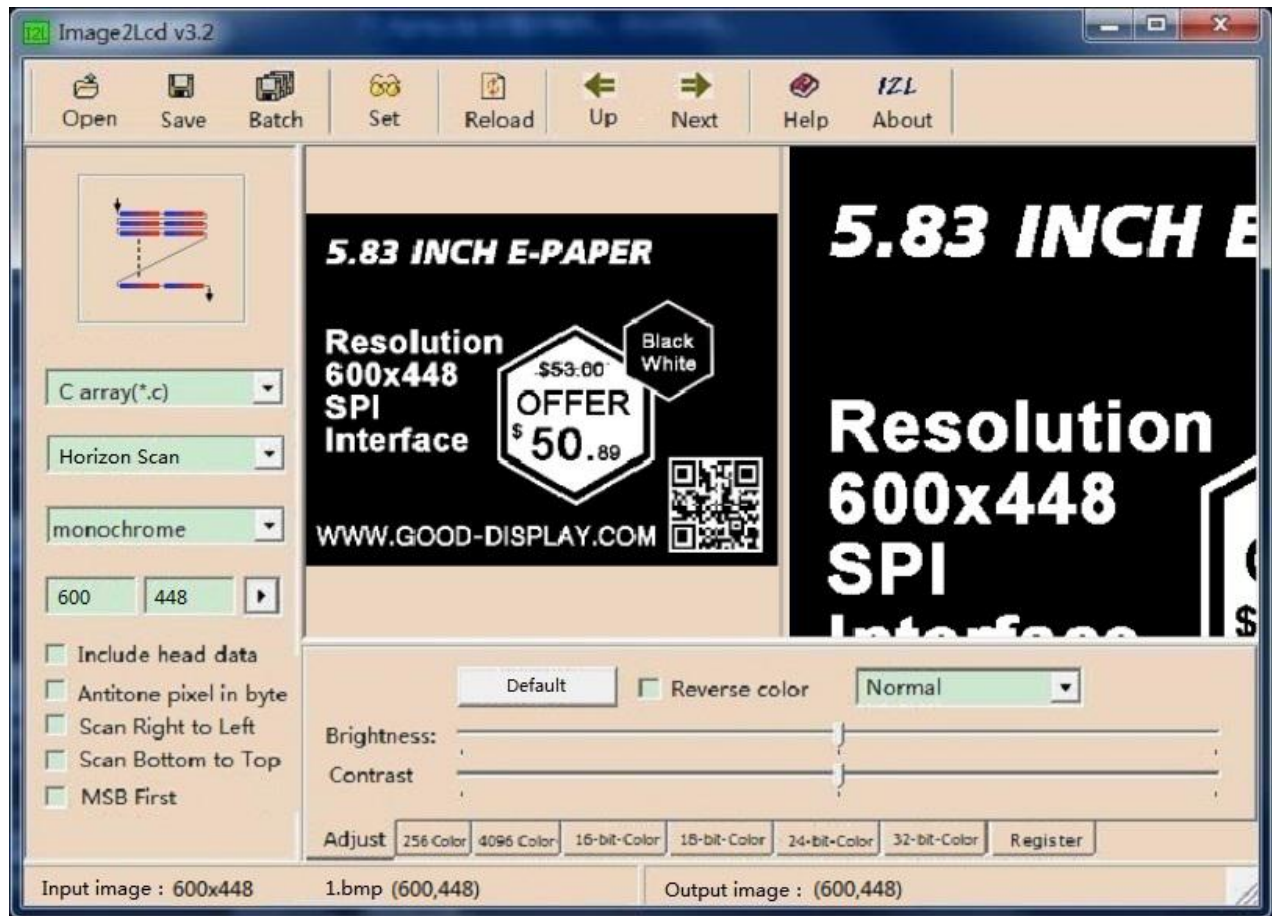 Image2Lcd v3.2
Open Save Batch Set Reload Up Next Help About
C array(*.c)
Horizon Scan
monochrome
600 448
Include head data
Antitone pixel in byte
Scan Right to Left
Scan Bottom to Top
MSB First
5.83 INCH E-PAPER
Resolution
600x448
SPI
Interface
Black
White
$53.00
OFFER
$50.89
WWW.GOOD-DISPLAY.COM
5.83 INCH E
Resolution
600x448
SPI
Interface
$
Default Reverse color Normal
Brightness:
Contrast
Adjust 256 Color 4096 Color 16-bit-Color 18-bit-Color 24-bit-Color 32-bit-Color Register
Input image : 600x448 1.bmp (600,448) Output image : (600,448)